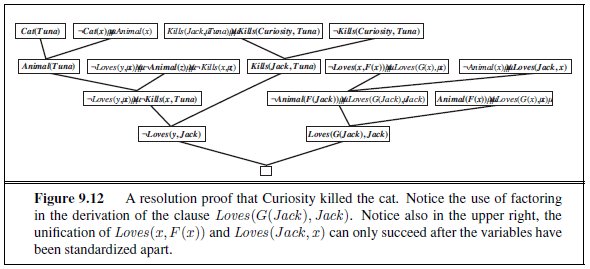 Cat(Tuna)
¬Cat(x) Animal(x)
Kills(Jack, Tuna) Kills(Curiosity, Tuna)
¬Kills(Curiosity, Tuna)
Animal(Tuna)
¬Loves(y, x) ¬Animal(z) ¬Kills(x, z)
Kills(Jack, Tuna)
¬Loves(x, F(x)) Loves(G(x), x)
¬Animal(x) Loves(Jack, x)
¬Loves(y, x) ¬Kills(x, Tuna)
¬Animal(F(Jack)) Loves(G(Jack), Jack)
Animal(F(x)) Loves(G(x), x)
¬Loves(y, Jack)
Loves(G(Jack), Jack)
Figure 9.12 A resolution proof that Curiosity killed the cat. Notice the use of factoring
in the derivation of the clause Loves(G(Jack), Jack). Notice also in the upper right, the
unification of Loves(x, F(x)) and Loves(Jack, x) can only succeed after the variables have
been standardized apart.